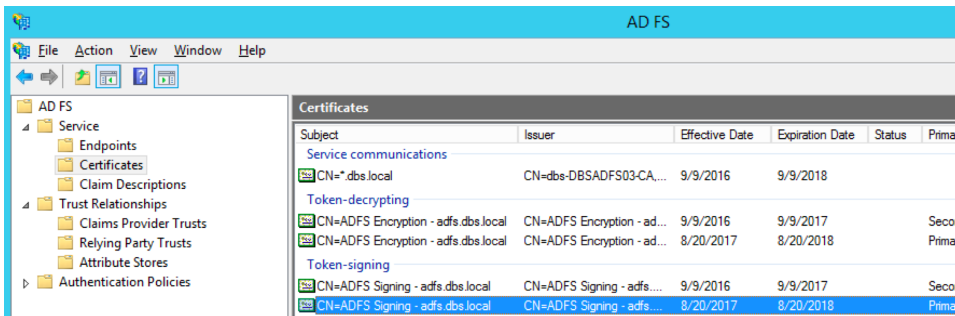 AD FS
File Action View Window Help
AD FS
Service
Endpoints
Certificates
Claim Descriptions
Trust Relationships
Claims Provider Trusts
Relying Party Trusts
Attribute Stores
Authentication Policies
Certificates
Subject Issuer Effective Date Expiration Date Status Prima
Service communications
CN=*.dbs.local CN=dbs-DBSADFS03-CA,... 9/9/2016 9/9/2018
Token-decrypting
CN=ADFS Encryption - adfs.dbs.local CN=ADFS Encryption - ad... 9/9/2016 9/9/2017 Seco
CN=ADFS Encryption - adfs.dbs.local CN=ADFS Encryption - ad... 8/20/2017 8/20/2018 Prima
Token-signing
CN=ADFS Signing - adfs.dbs.local CN=ADFS Signing - adfs.... 9/9/2016 9/9/2017 Seco
CN=ADFS Signing - adfs.dbs.local CN=ADFS Signing - adfs.... 8/20/2017 8/20/2018 Prima